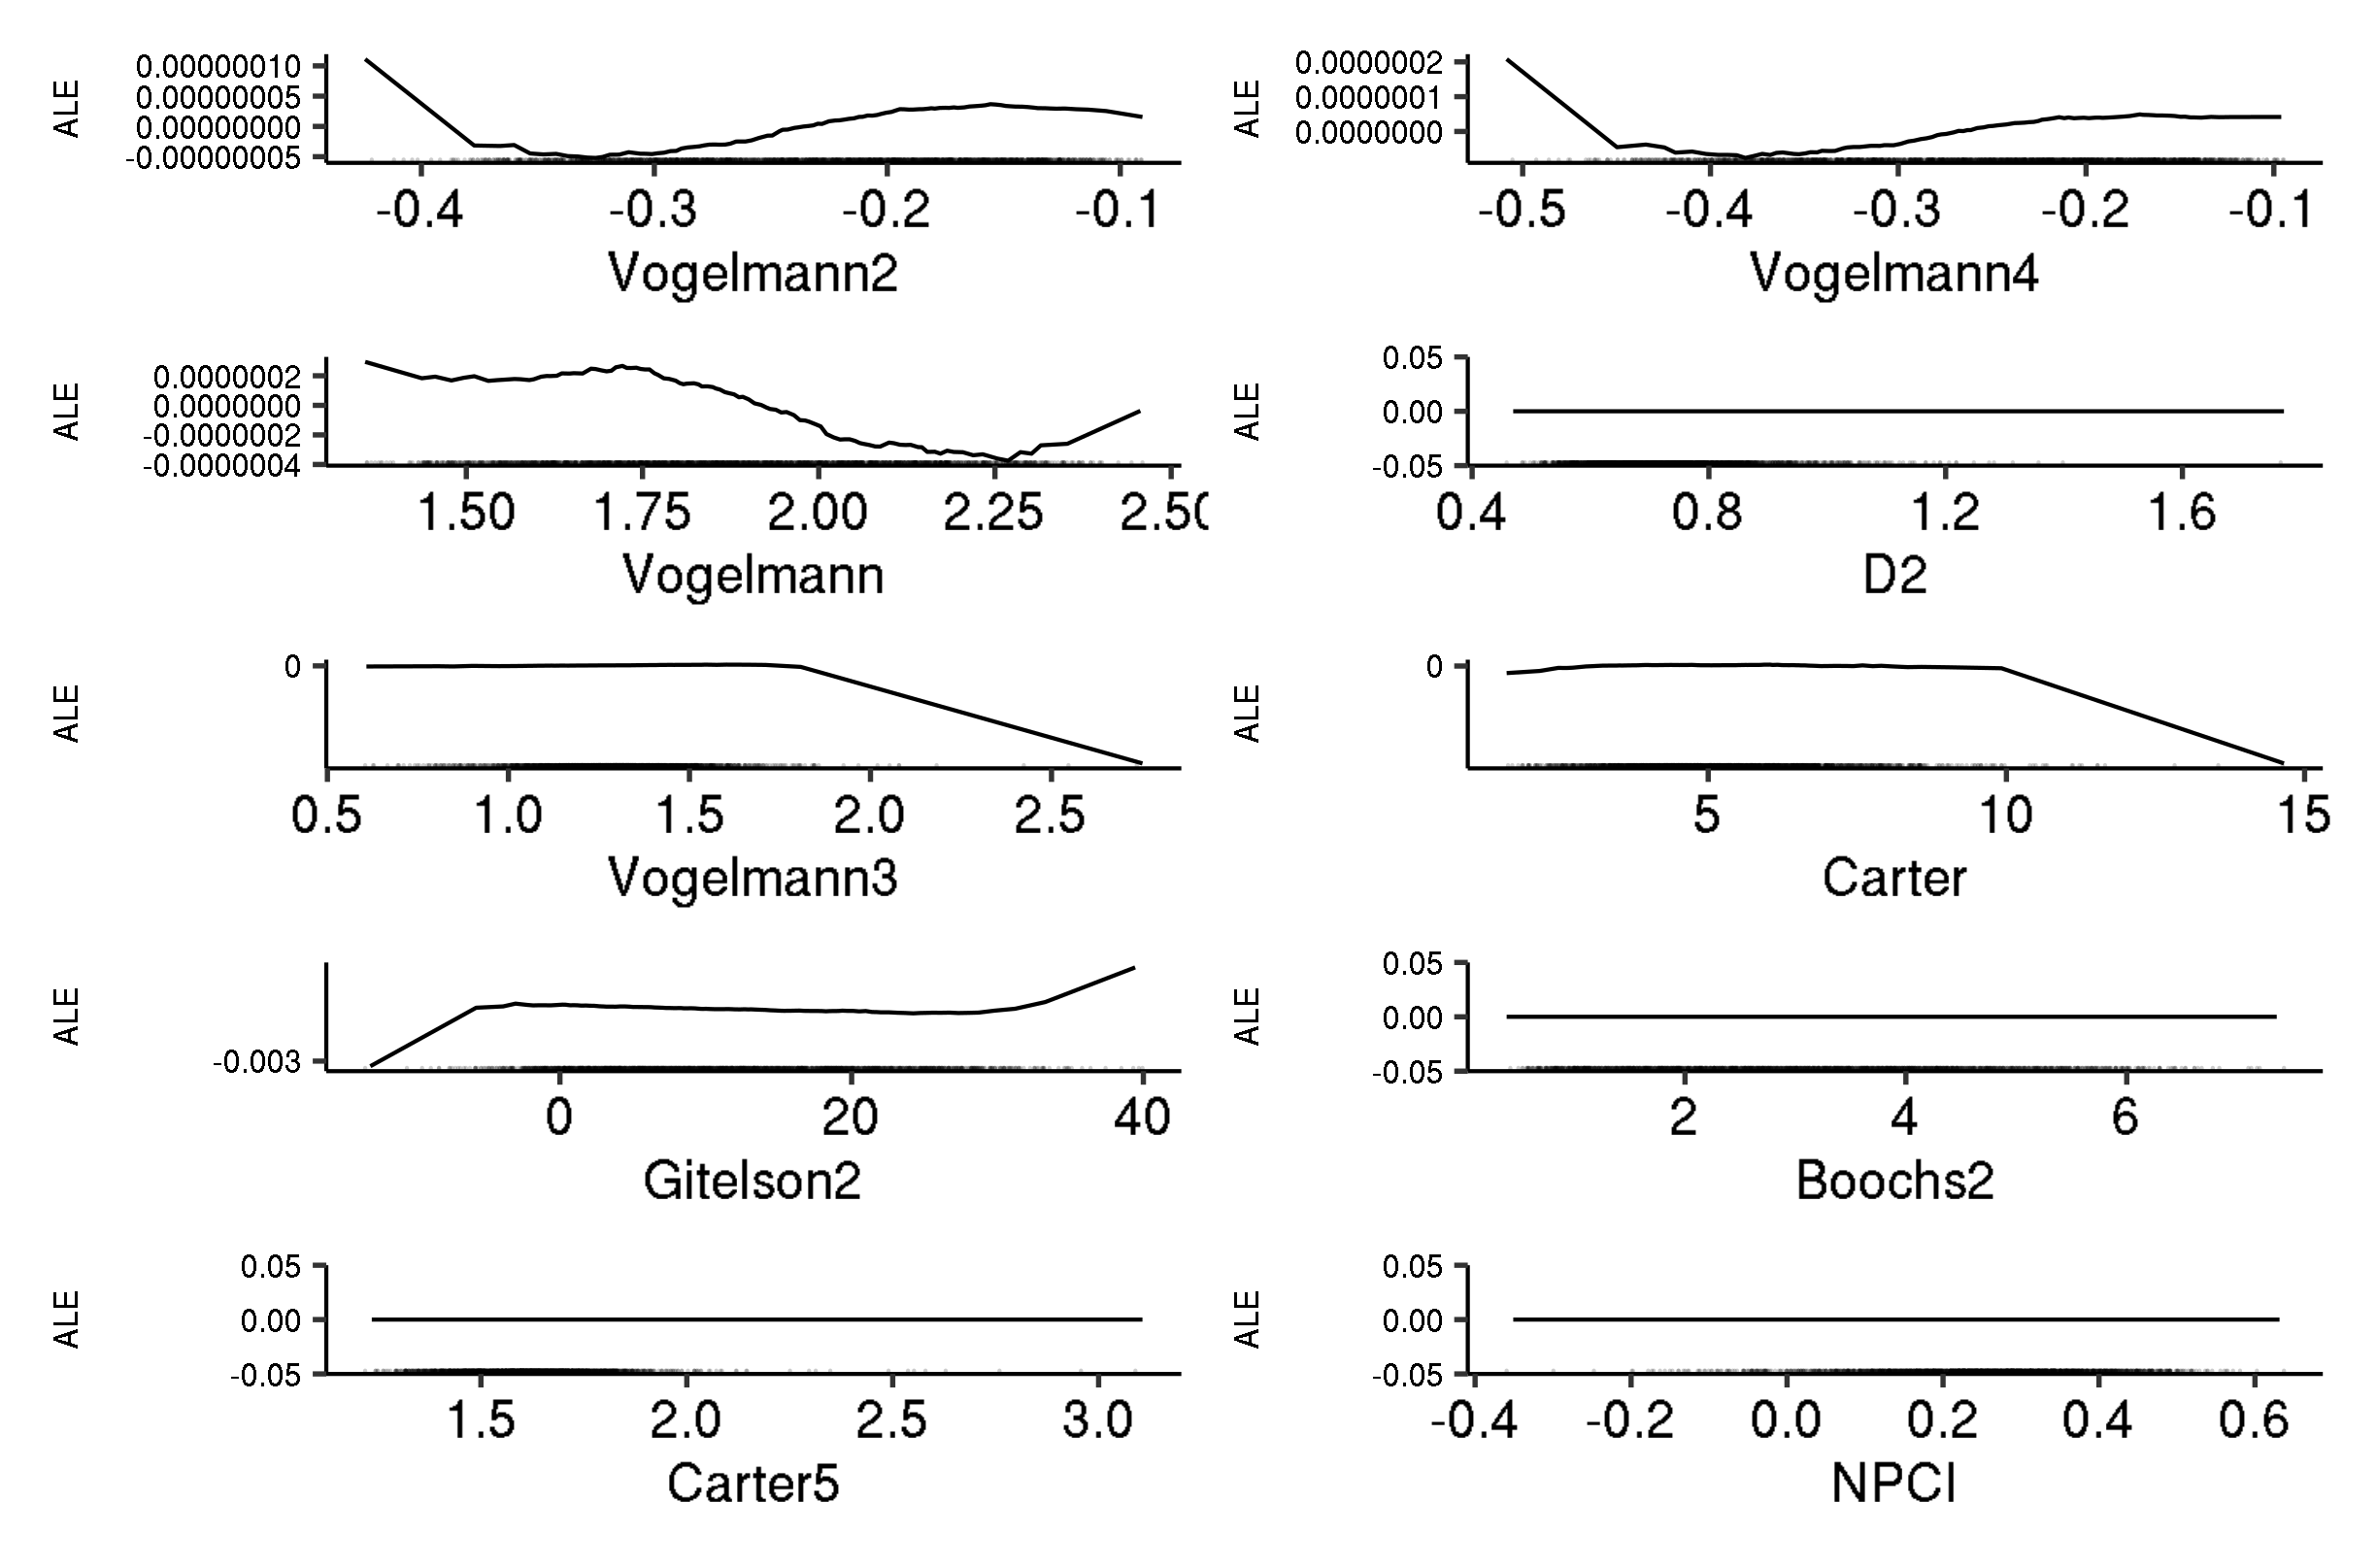 ALE
0.00000010
0.00000005
0.00000000
-0.00000005
-0.4 -0.3 -0.2 -0.1
Vogelmann2
ALE
0.0000002
0.0000001
0.0000000
-0.5 -0.4 -0.3 -0.2 -0.1
Vogelmann4
ALE
0.0000002
0.0000000
-0.0000002
-0.0000004
1.50 1.75 2.00 2.25 2.50
Vogelmann
ALE
0.05
0.00
-0.05
0.4 0.8 1.2 1.6
D2
ALE
0
0.5 1.0 1.5 2.0 2.5
Vogelmann3
ALE
0
5 10 15
Carter
ALE
-0.003
0 20 40
Gitelson2
ALE
0.05
0.00
-0.05
2 4 6
Boochs2
ALE
0.05
0.00
-0.05
1.5 2.0 2.5 3.0
Carter5
ALE
0.05
0.00
-0.05
-0.4 -0.2 0.0 0.2 0.4 0.6
NPCI